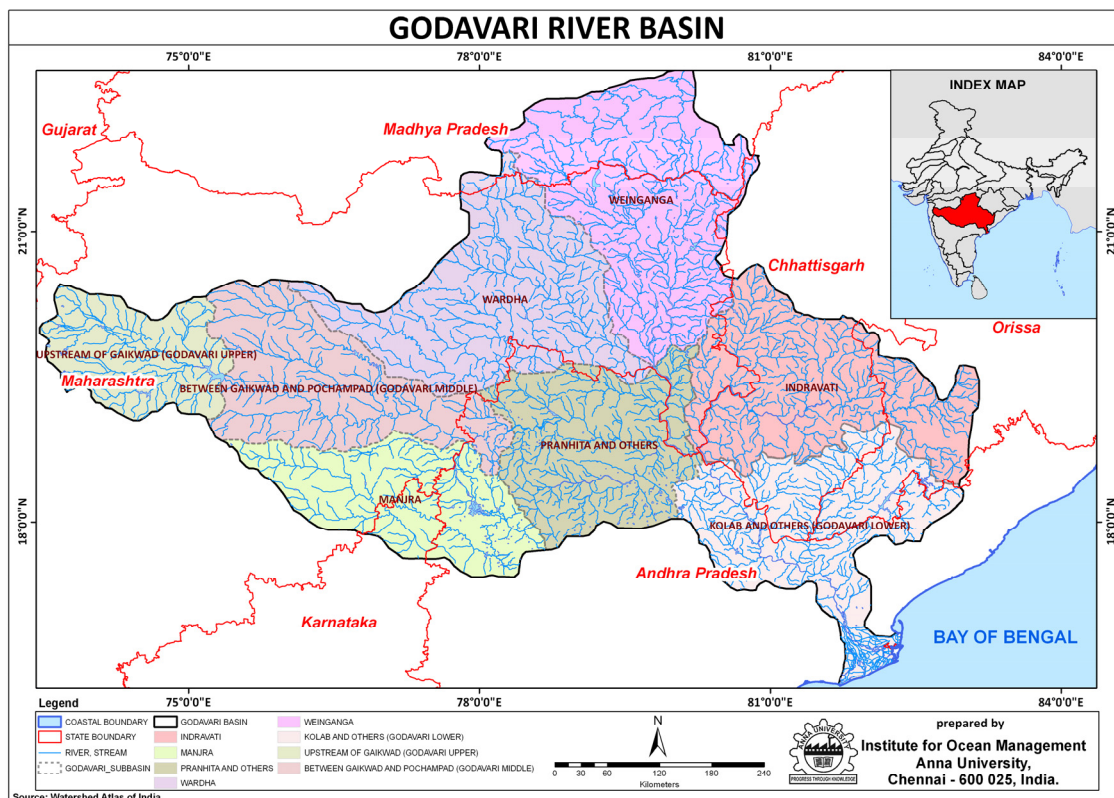 GODAVARI RIVER BASIN
75°0'0"E
78°0'0"E
81°0'0"E
84°0'0"E
INDEX MAP
Gujarat
Madhya Pradesh
WEINGANGA
21°0'0"N
21°0'0"N
Chhattisgarh
WARDHA
Orissa
UPSTREAM OF GAIKWAD (GODAVARI UPPER)
Maharashtra
BETWEEN GAIKWAD AND POCHAMPAD (GODAVARI MIDDLE)
INDRAVATI
PRANHITA AND OTHERS
MANJRA
18°0'0"N
KOLAB AND OTHERS (GODAVARI LOWER)
18°0'0"N
Andhra Pradesh
Karnataka
BAY OF BENGAL
75°0'0"E
78°0'0"E
81°0'0"E
84°0'0"E
Legend
COASTAL BOUNDARY
STATE BOUNDARY
RIVER, STREAM
GODAVARI_SUBBASIN
GODAVARI BASIN
INDRAVATI
MANJRA
PRANHITA AND OTHERS
WARDHA
WEINGANGA
KOLAB AND OTHERS (GODAVARI LOWER)
UPSTREAM OF GAIKWAD (GODAVARI UPPER)
BETWEEN GAIKWAD AND POCHAMPAD (GODAVARI MIDDLE)
N
0 30 60 120 180 240
Kilometers
ANNA UNIVERSITY
PROGRESS THROUGH KNOWLEDGE
prepared by
Institute for Ocean Management
Anna University,
Chennai - 600 025, India.
Source: Watershed Atlas of India